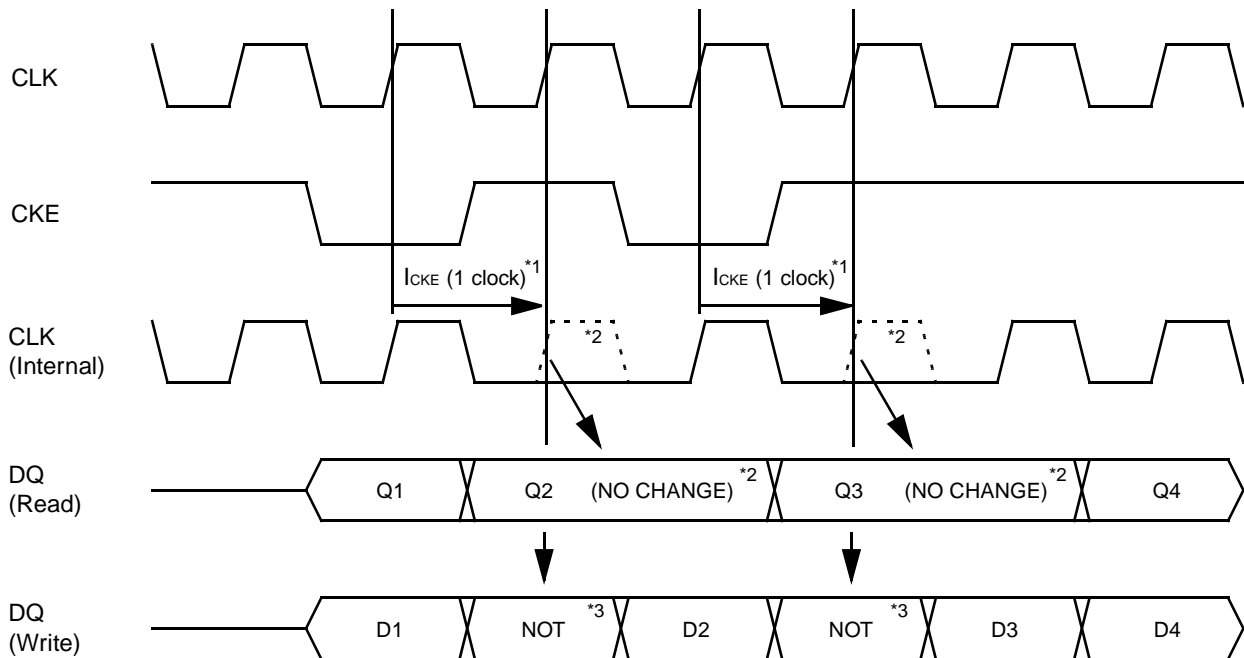 CLK
CKE
ICKE (1 clock)*1 ICKE (1 clock)*1
CLK
(Internal)
*2 *2
DQ
(Read)
Q1 Q2 (NO CHANGE)*2 Q3 (NO CHANGE)*2 Q4
DQ
(Write)
D1 NOT *3 D2 NOT *3 D3 D4